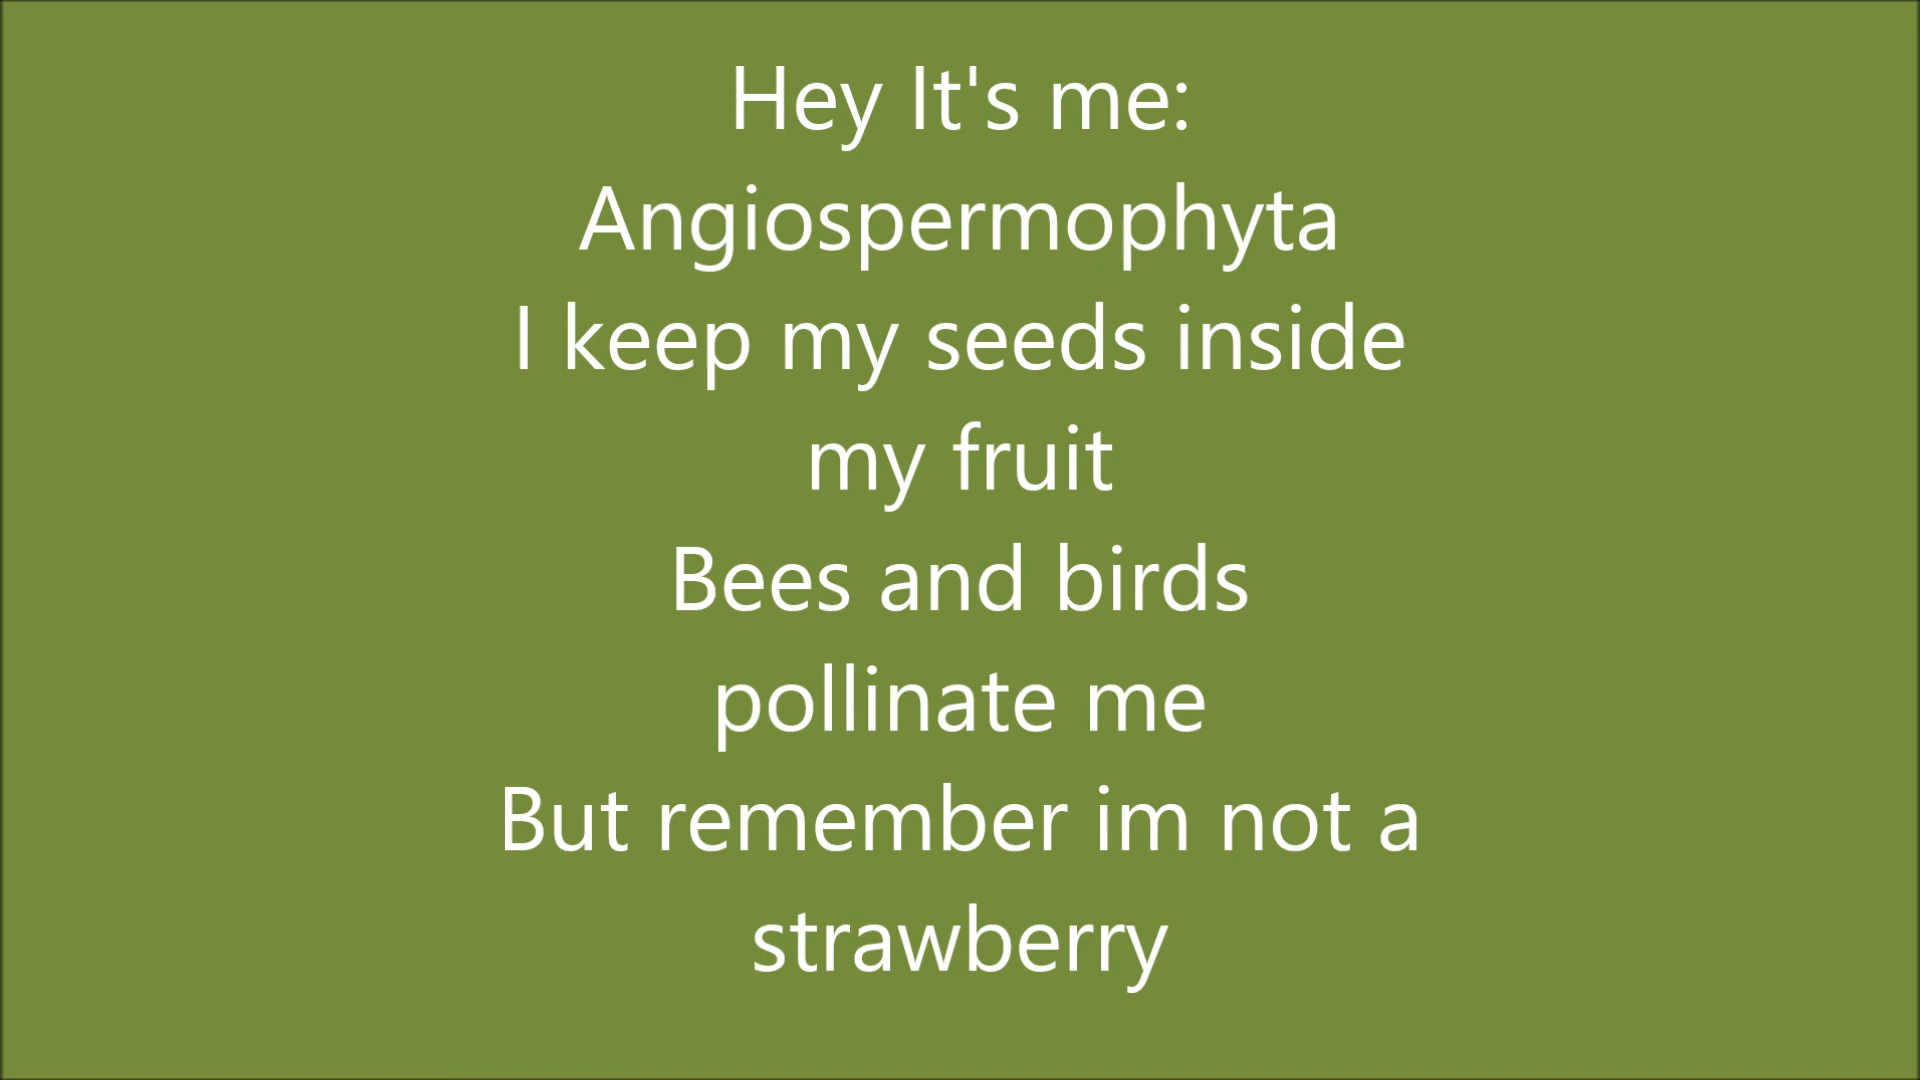 Hey It's me:
Angiospermophyta
I keep my seeds inside
my fruit
Bees and birds
pollinate me
But remember im not a
strawberry